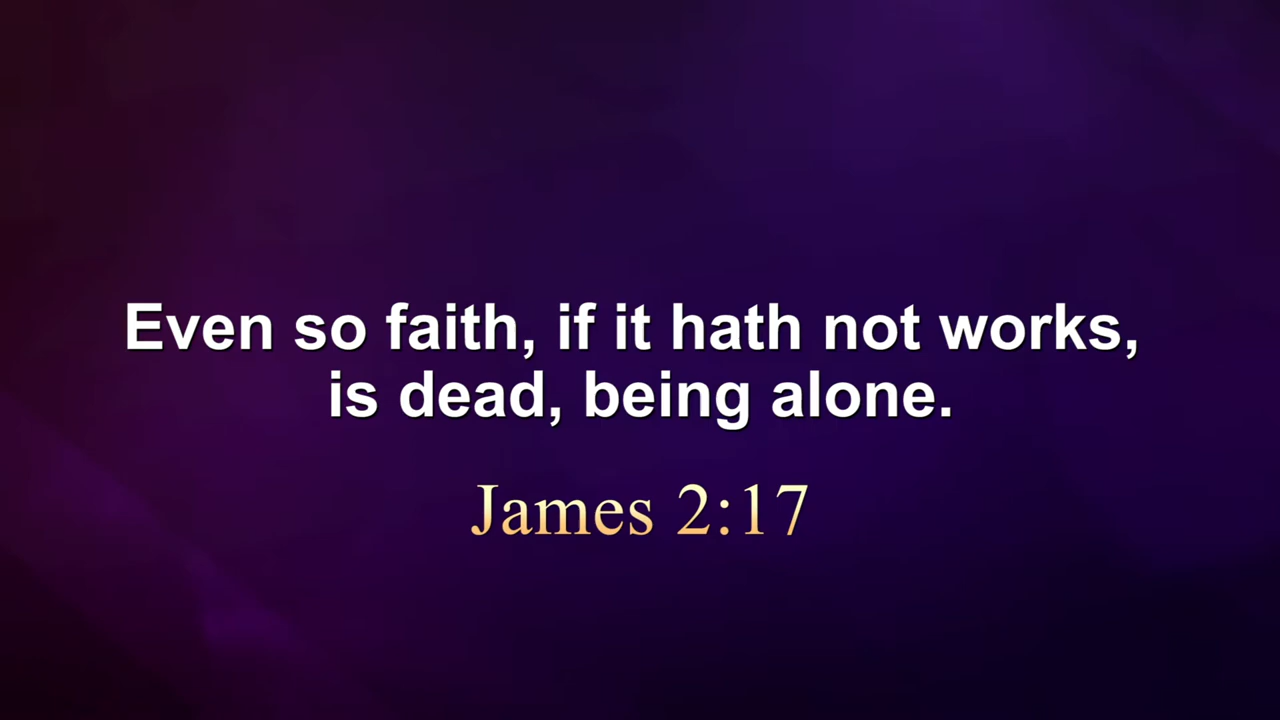 Even so faith, if it hath not works,
is dead, being alone.
James 2:17